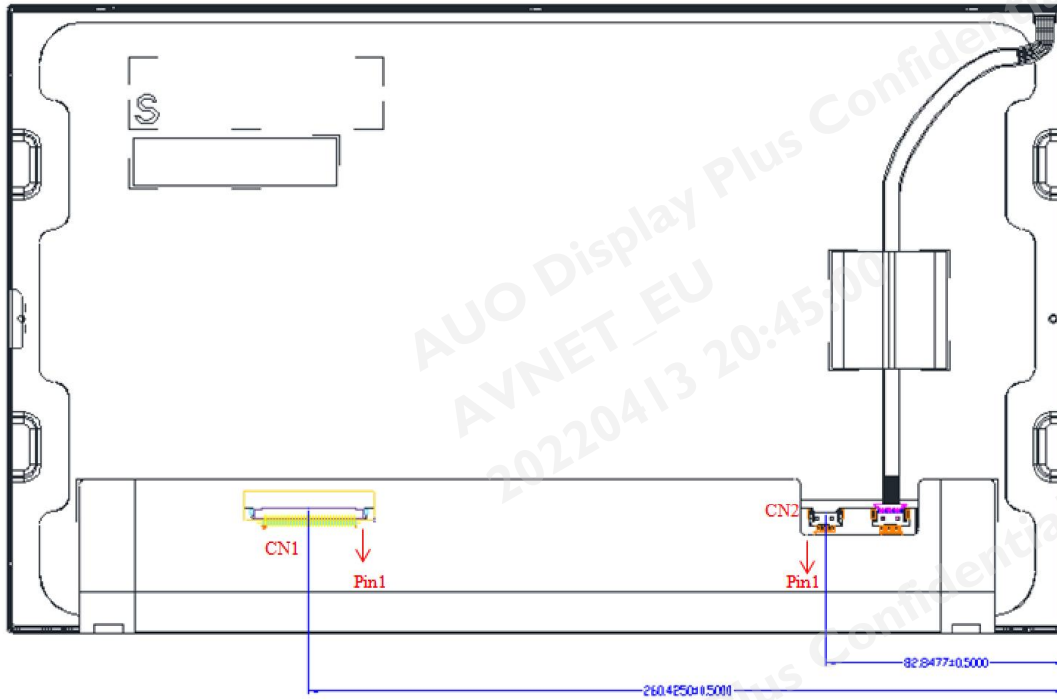 AUO Display Plus Confidential
AVNET_EU
20220413 20:45:00
S
CN1
Pin1
CN2
Pin1
82.8477±0.5000
260.4250±0.5000
Plus Confidential